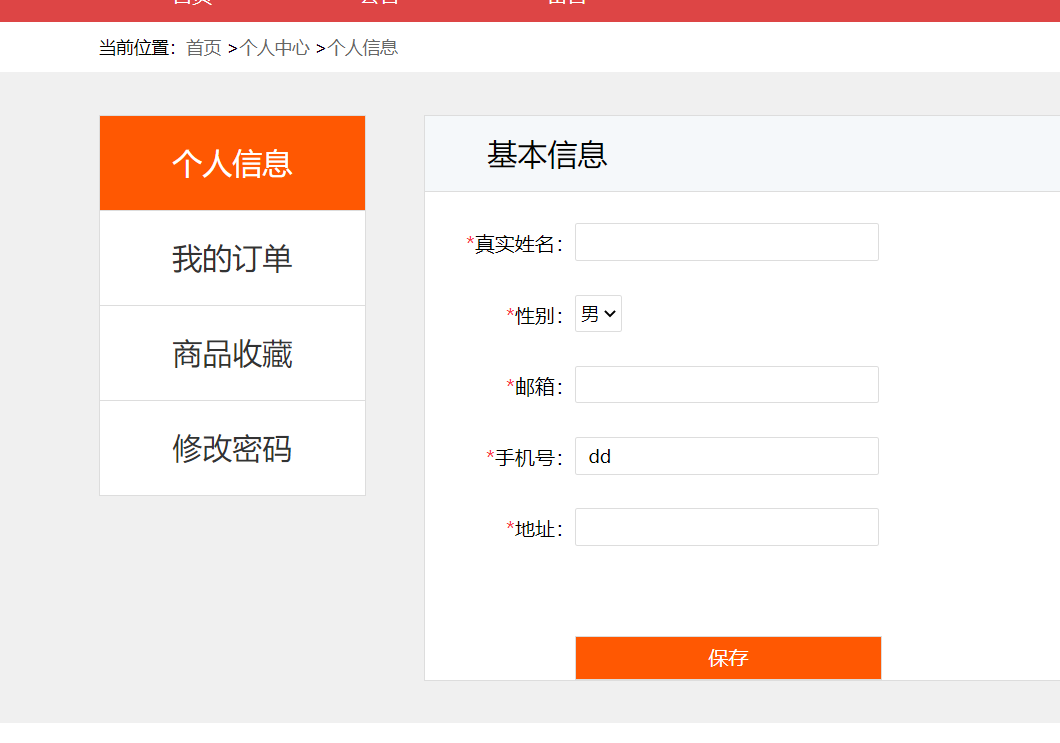 当前位置：首页 >个人中心 >个人信息
个人信息
我的订单
商品收藏
修改密码
基本信息
*真实姓名：
*性别： 男
*邮箱：
*手机号： dd
*地址：
保存